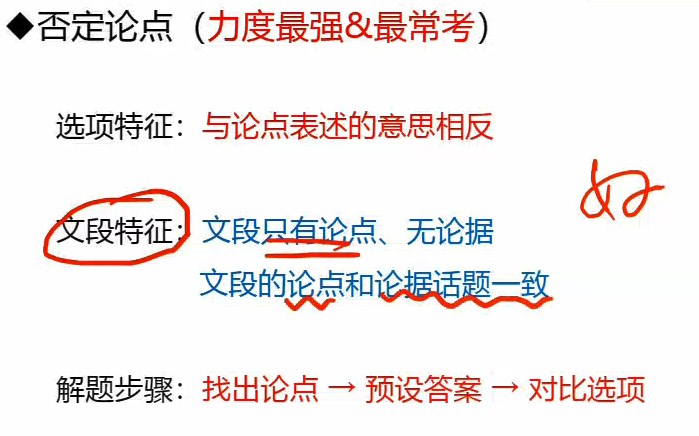 ◆否定论点（力度最强&最常考）
选项特征：与论点表述的意思相反
好
文段特征：文段只有论点、无论据
文段的论点和论据话题一致
解题步骤：找出论点 → 预设答案 → 对比选项